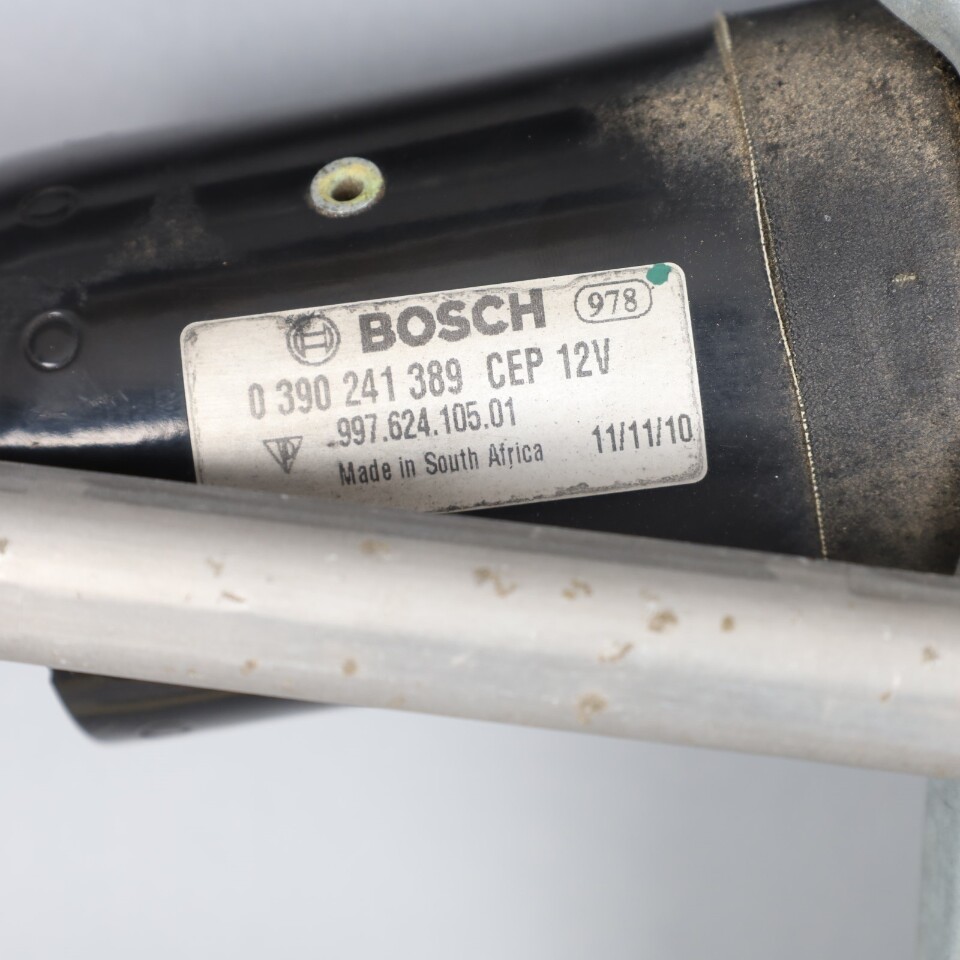 BOSCH 978
0 390 241 389 CEP 12V
997.624.105.01
Made in South Africa 11/11/10